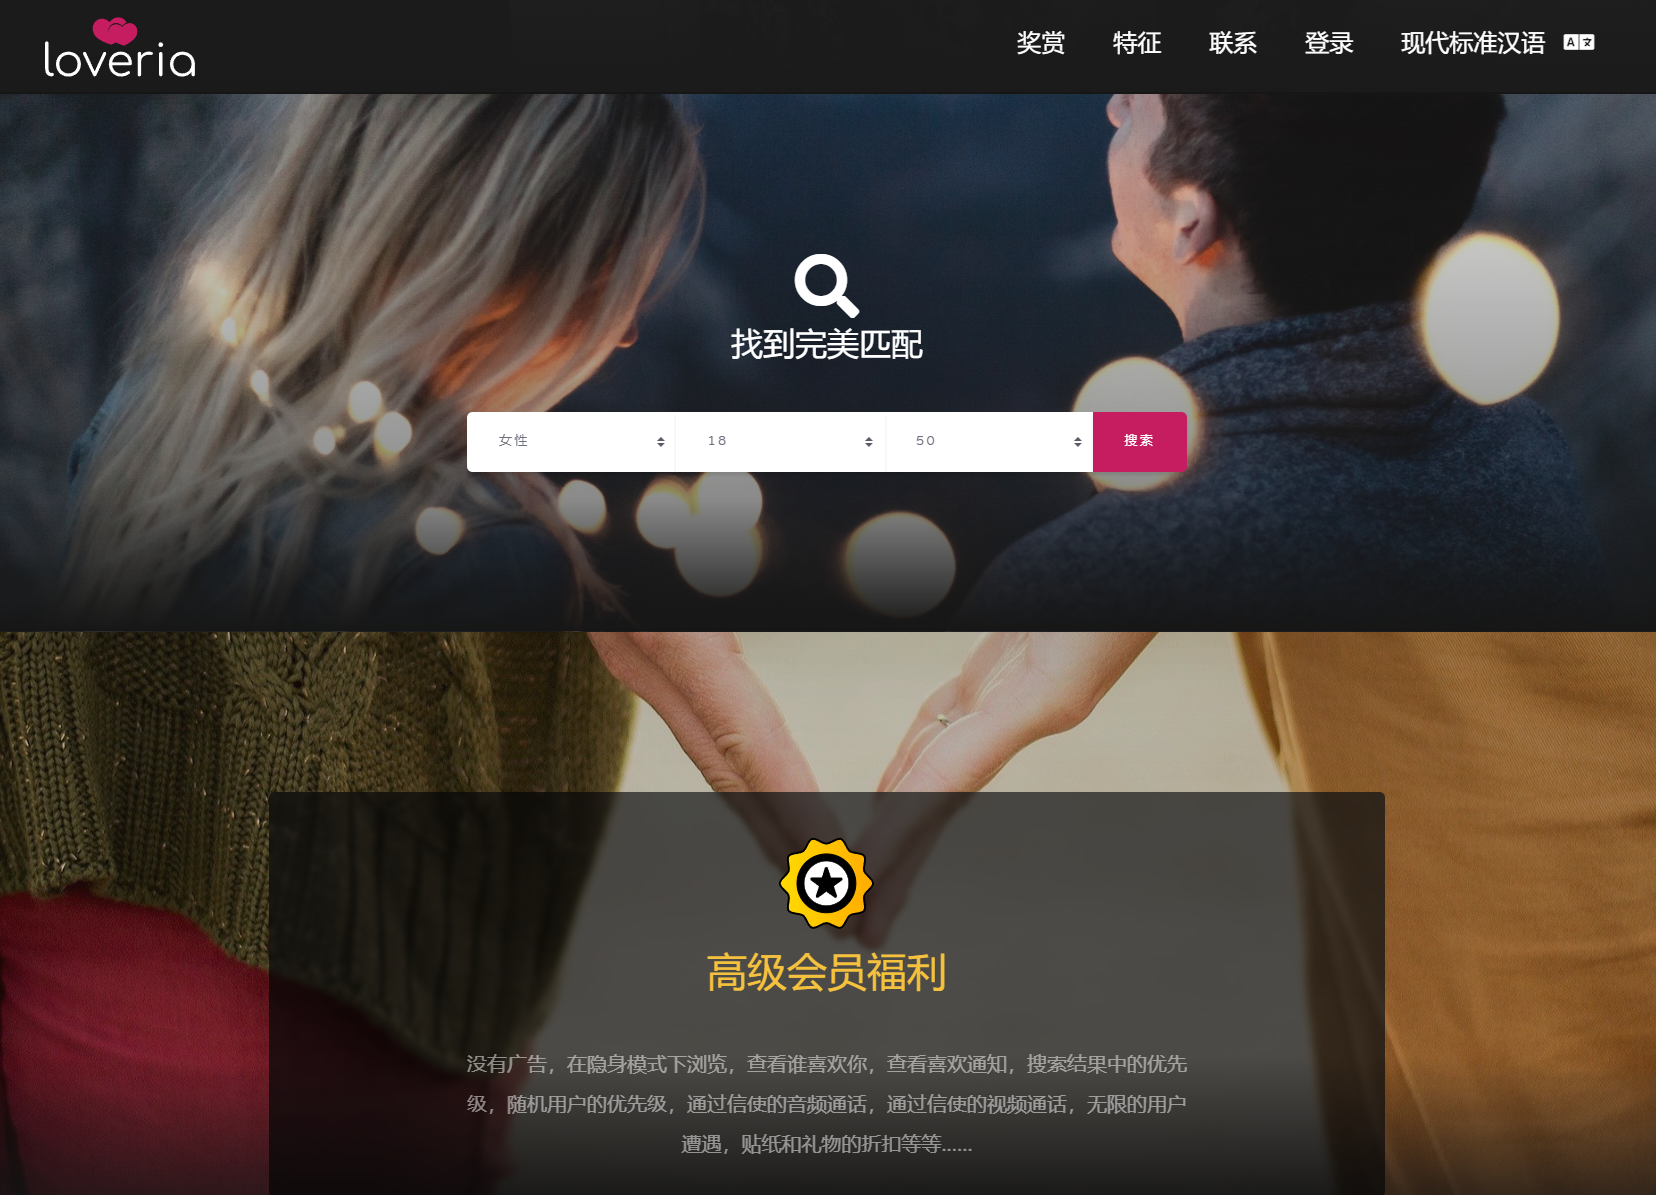 loveria
奖赏 特征 联系 登录 现代标准汉语 A 文
找到完美匹配
女性 18 50 搜索
高级会员福利
没有广告，在隐身模式下浏览，查看谁喜欢你，查看喜欢通知，搜索结果中的优先
级，随机用户的优先级，通过信使的音频通话，通过信使的视频通话，无限的用户
遭遇，贴纸和礼物的折扣等等......